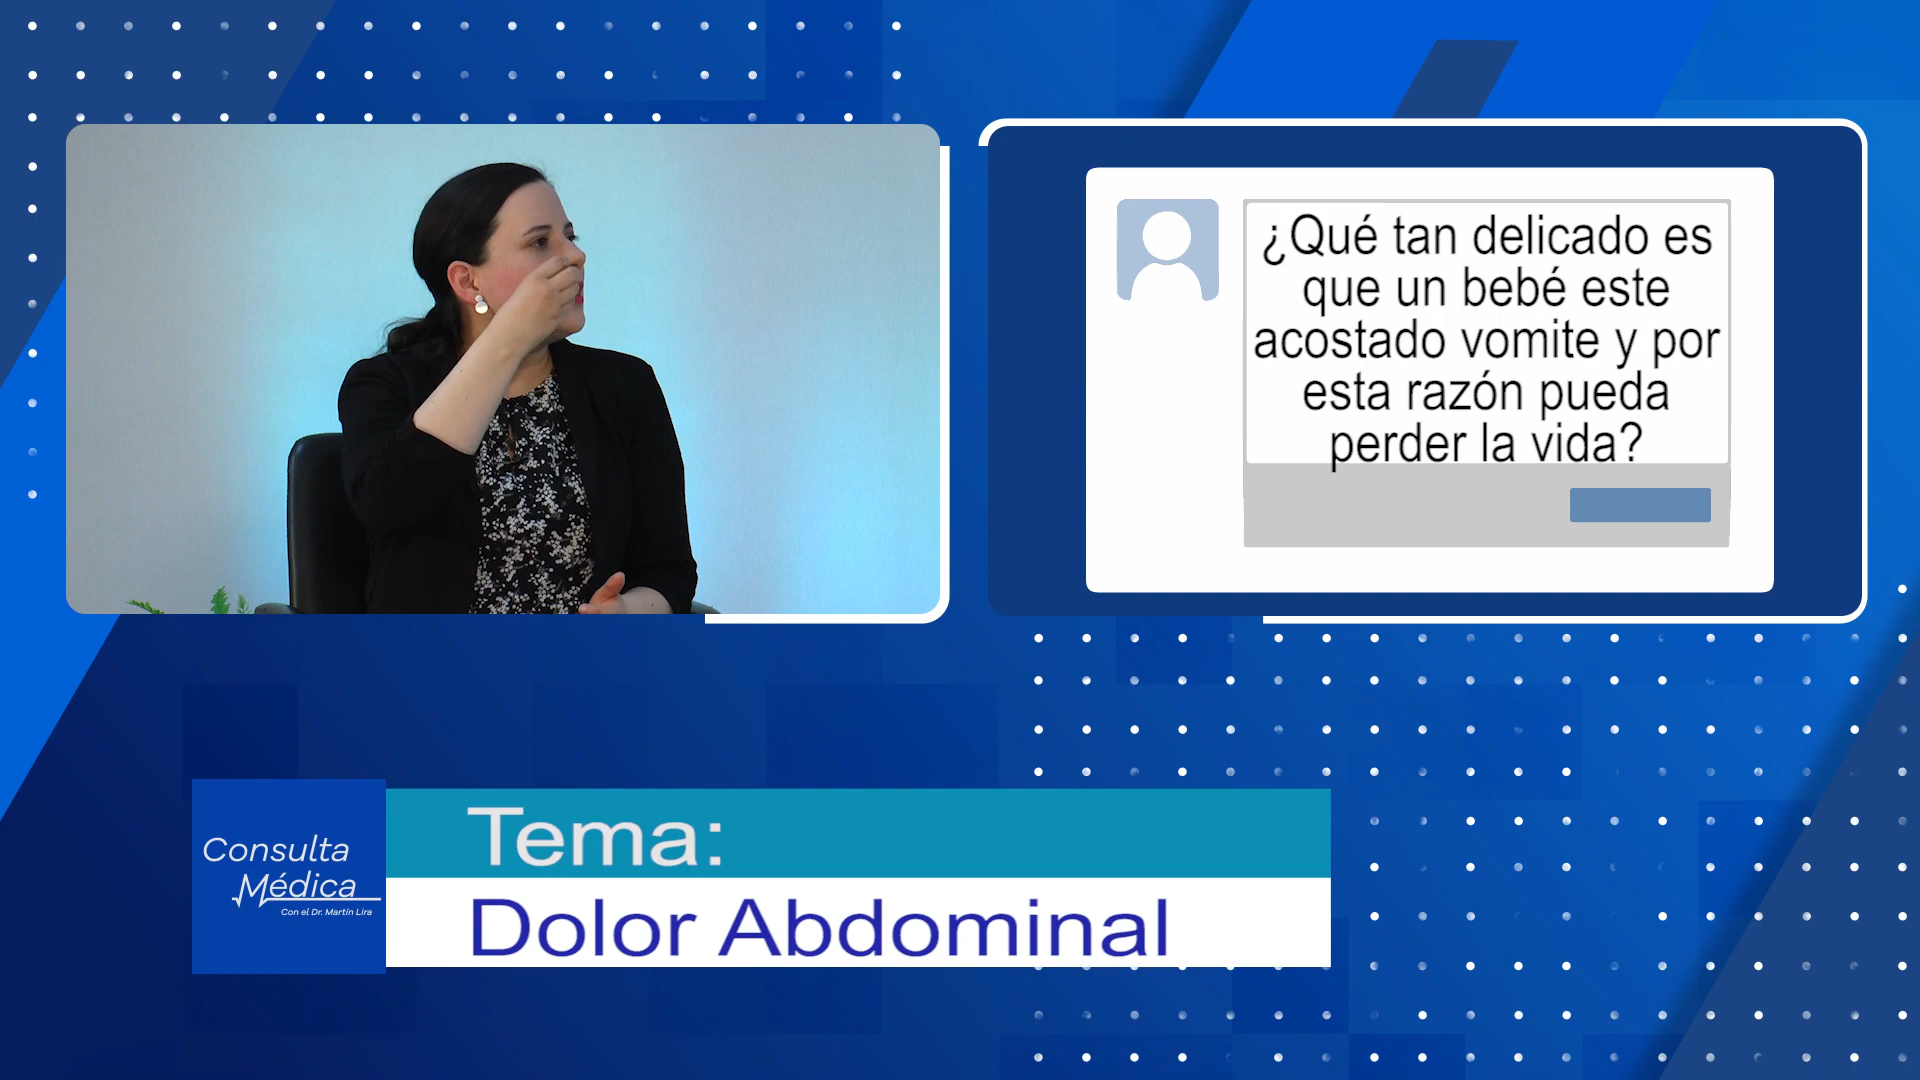 ¿Qué tan delicado es
que un bebé este
acostado vomite y por
esta razón pueda
perder la vida?
Consulta
Médica
Con el Dr. Martín Lira
Tema:
Dolor Abdominal